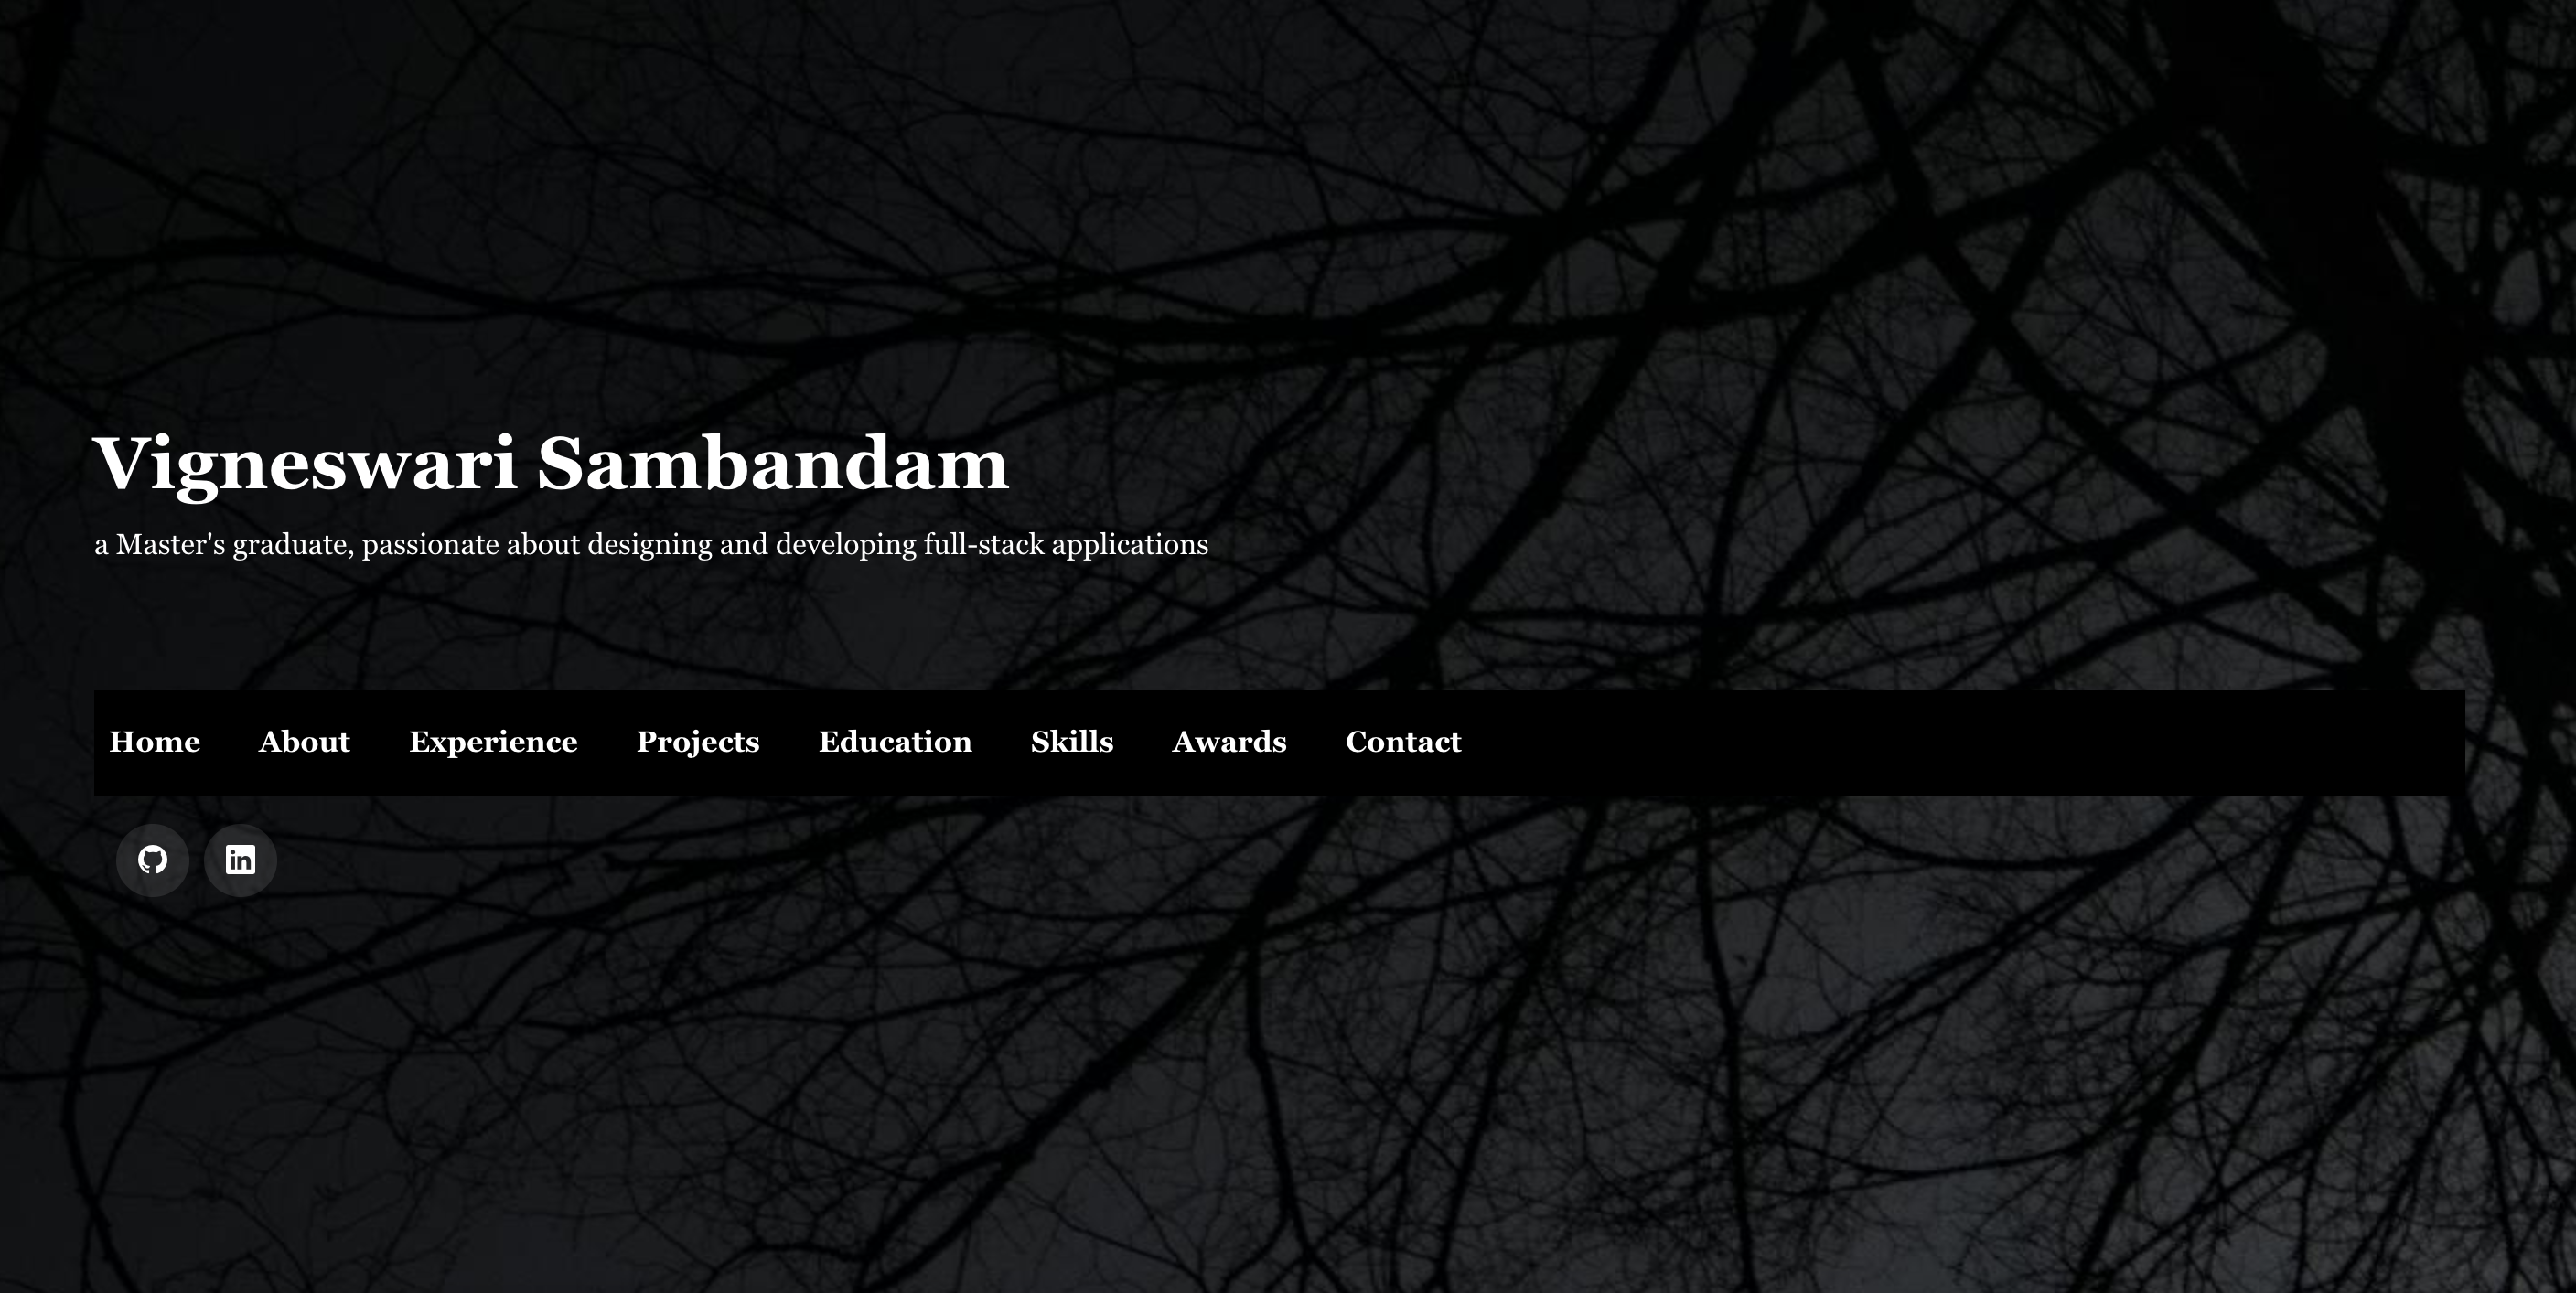 Vigneswari Sambandam
a Master's graduate, passionate about designing and developing full-stack applications
Home About Experience Projects Education Skills Awards Contact
in